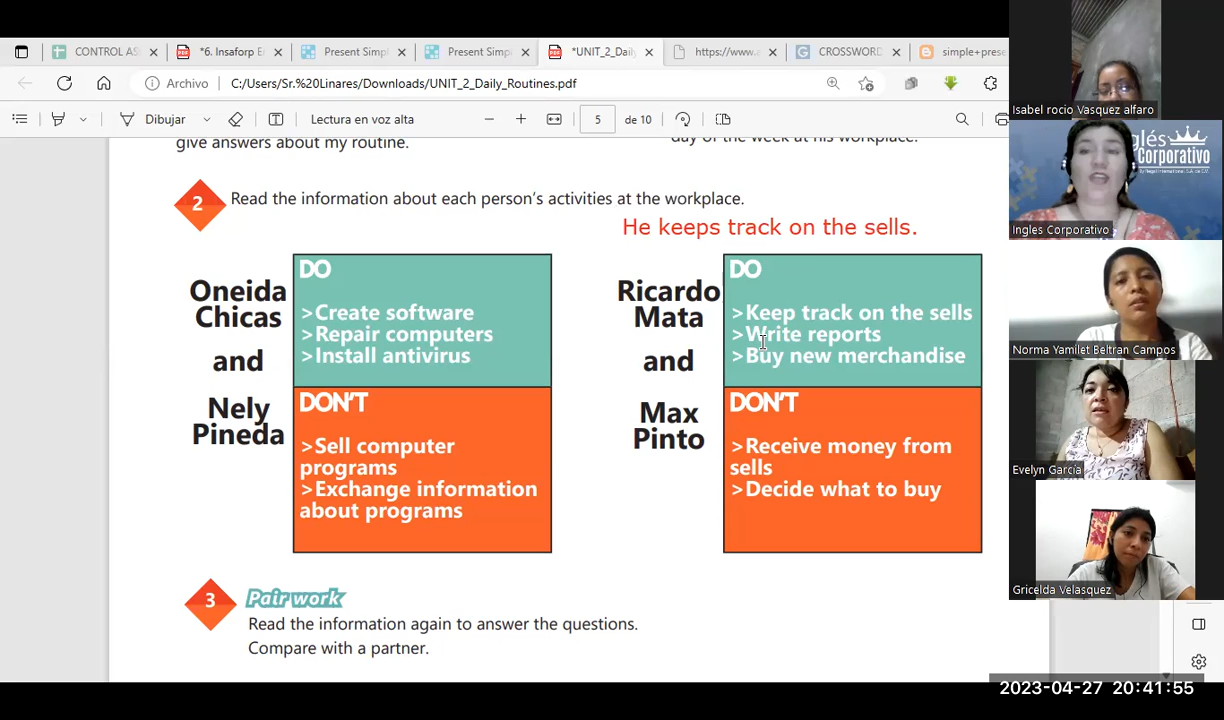 CONTROL AS
*6. Insaforp E
Present Simp
Present Simp
*UNIT_2_Dail
https://www.
CROSSWORD
simple+prese
Archivo
C:/Users/Sr.%20Linares/Downloads/UNIT_2_Daily_Routines.pdf
Dibujar
Lectura en voz alta
5
de 10
give answers about my routine.
day of the week at his workplace.
2
Read the information about each person's activities at the workplace.
He keeps track on the sells.
Oneida
Chicas
and
Nely
Pineda
DO
>Create software
>Repair computers
>Install antivirus
DON'T
>Sell computer
programs
>Exchange information
about programs
Ricardo
Mata
and
Max
Pinto
DO
>Keep track on the sells
>Write reports
>Buy new merchandise
DON'T
>Receive money from
sells
>Decide what to buy
3
Pair work
Read the information again to answer the questions.
Compare with a partner.
Isabel rocio Vasquez alfaro
Inglés
Corporativo
Ingles Corporativo
Norma Yamilet Beltran Campos
Evelyn García
Gricelda Velasquez
2023-04-27 20:41:55